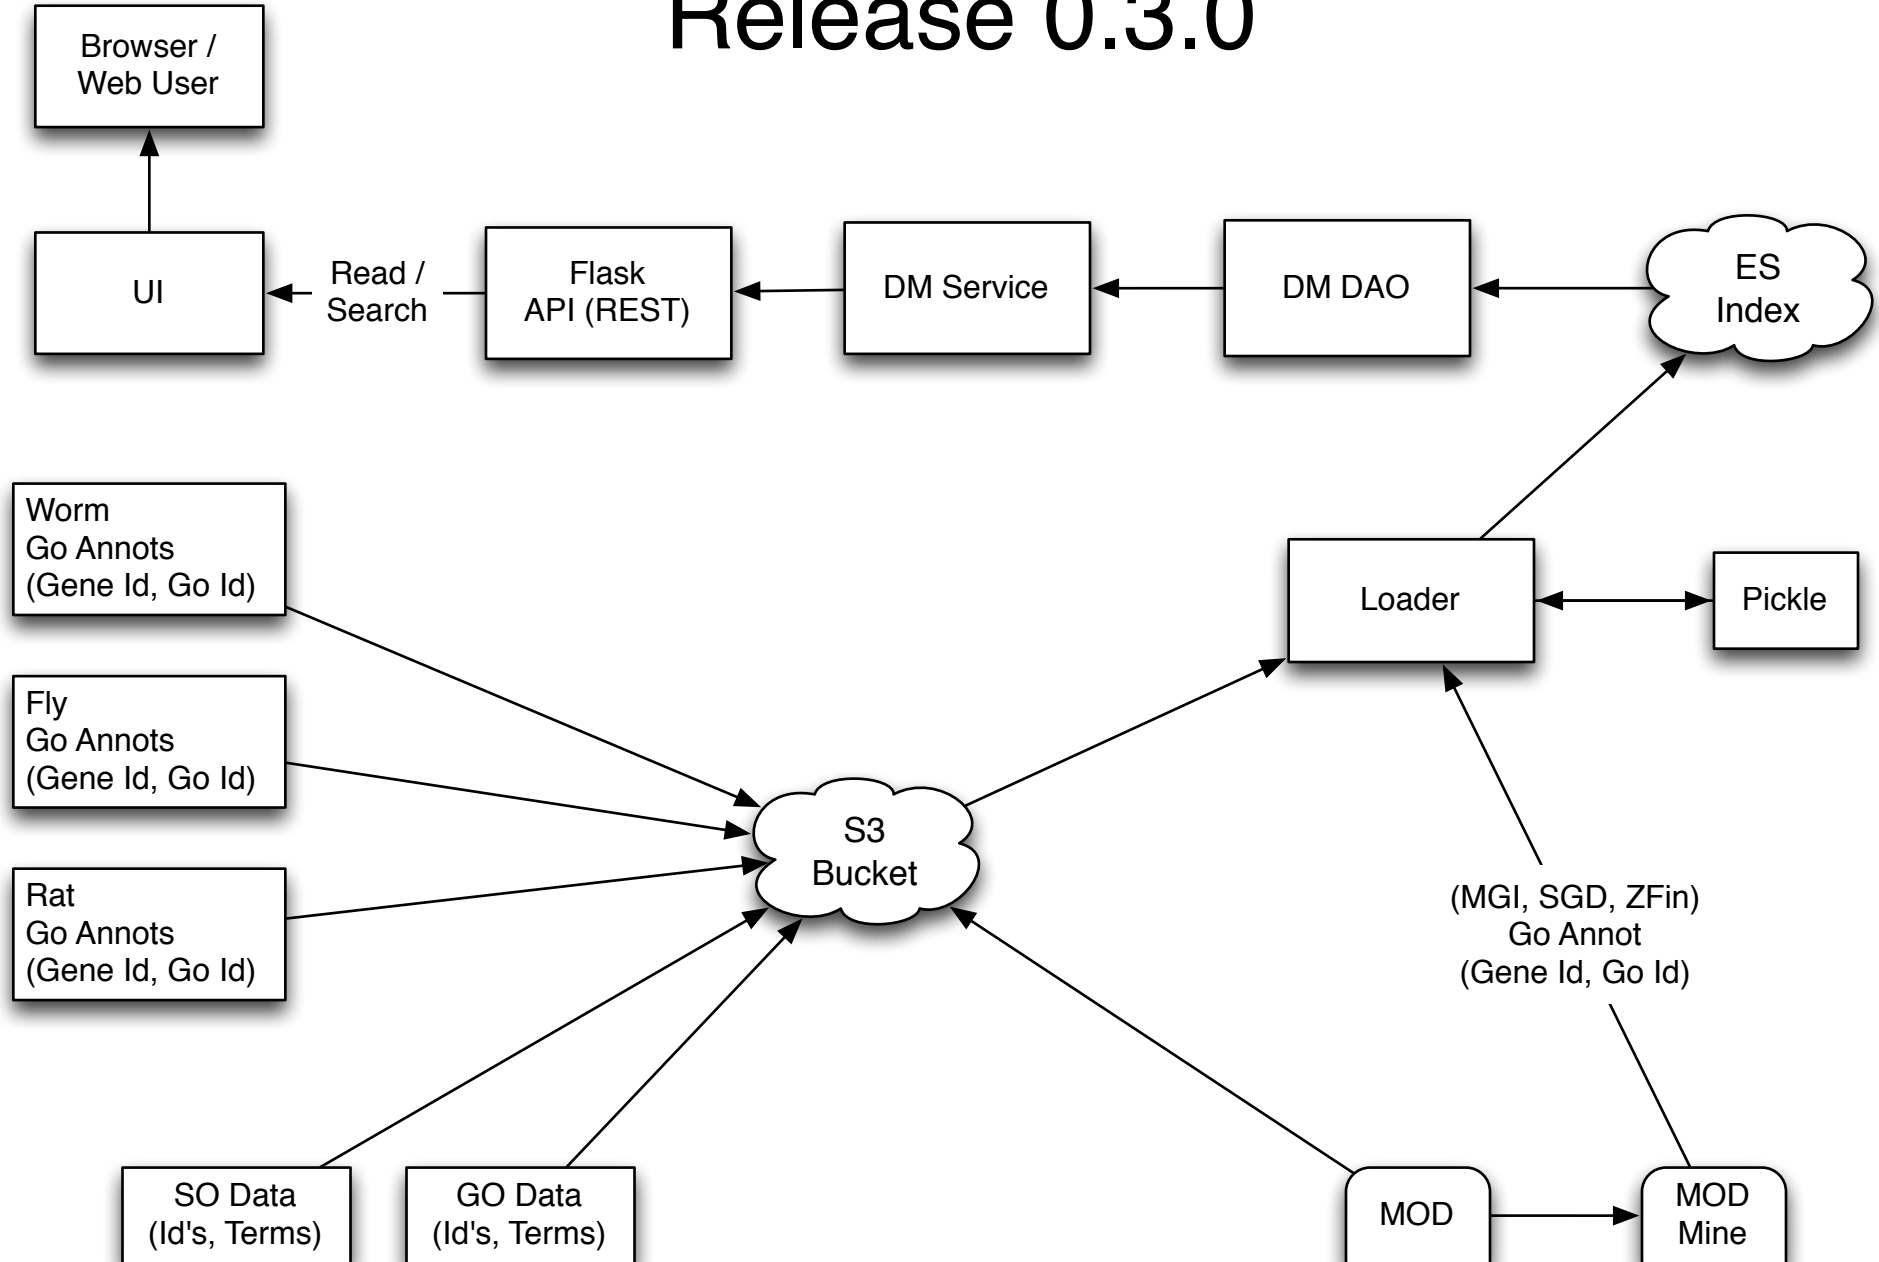 Release 0.3.0
Browser /
Web User
UI
Read /
Search
Flask
API (REST)
DM Service
DM DAO
ES
Index
Worm
Go Annots
(Gene Id, Go Id)
Loader
Pickle
Fly
Go Annots
(Gene Id, Go Id)
S3
Bucket
Rat
Go Annots
(Gene Id, Go Id)
(MGI, SGD, ZFin)
Go Annot
(Gene Id, Go Id)
SO Data
(Id's, Terms)
GO Data
(Id's, Terms)
MOD
MOD
Mine